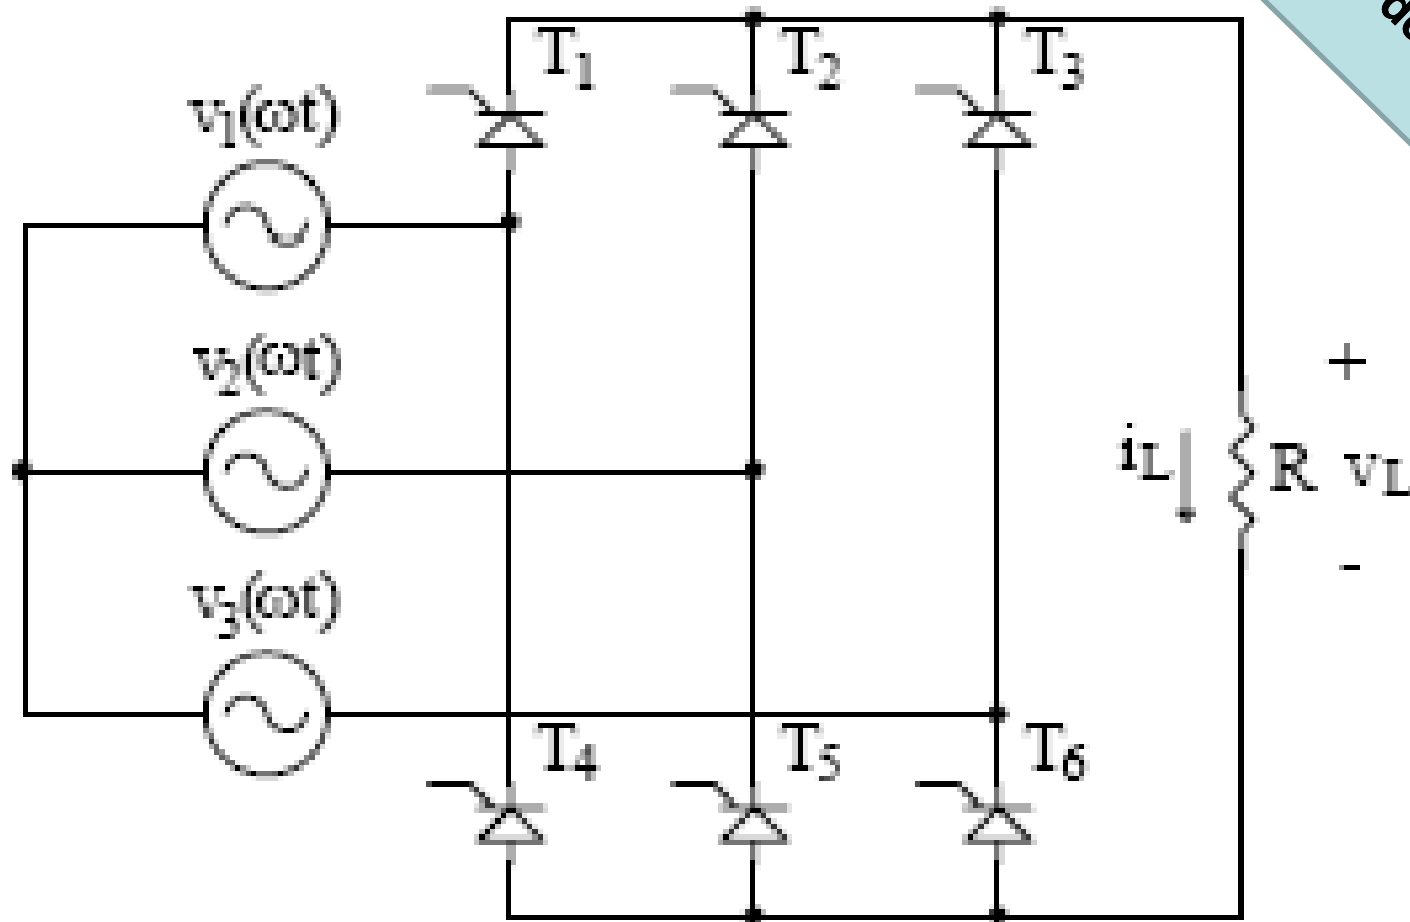 T1 T2 T3
v1(ωt)
v2(ωt)
+
iL R vL
-
v3(ωt)
T4 T5 T6